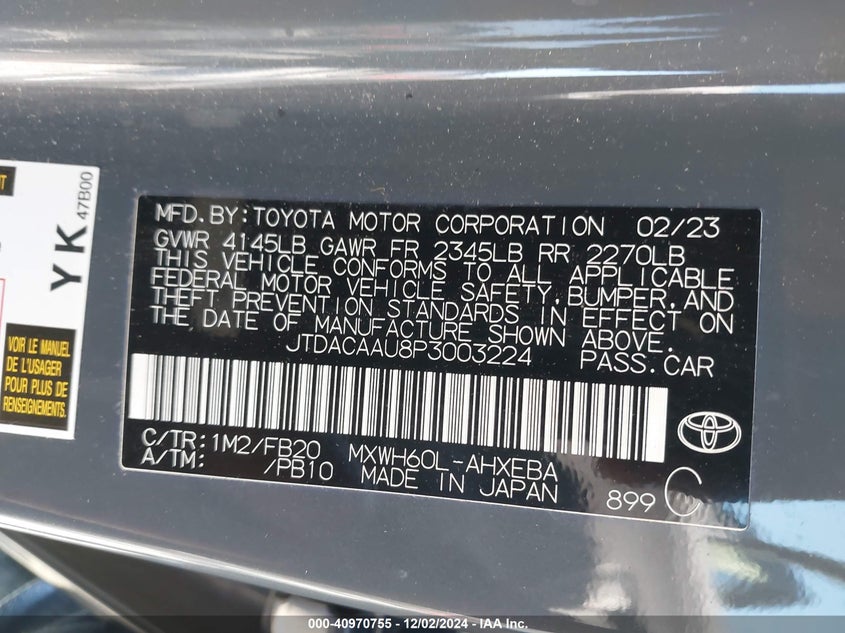 T
YK
47B00
VOIR LE MANUEL
DE L'USAGER
POUR PLUS DE
RENSEIGNEMENTS.
MFD. BY: TOYOTA MOTOR CORPORATION 02/23
GVWR 4145LB GAWR FR 2345LB RR 2270LB
THIS VEHICLE CONFORMS TO ALL APPLICABLE
FEDERAL MOTOR VEHICLE SAFETY, BUMPER, AND
THEFT PREVENTION STANDARDS IN EFFECT ON
THE DATE OF MANUFACTURE SHOWN ABOVE.
JTDACAAU8P3003224 PASS. CAR
C/TR: 1M2/FB20 MXWH60L-AHXEBA
A/TM: /PB10 MADE IN JAPAN
899 C
000-40970755 - 12/02/2024 - IAA, Inc.